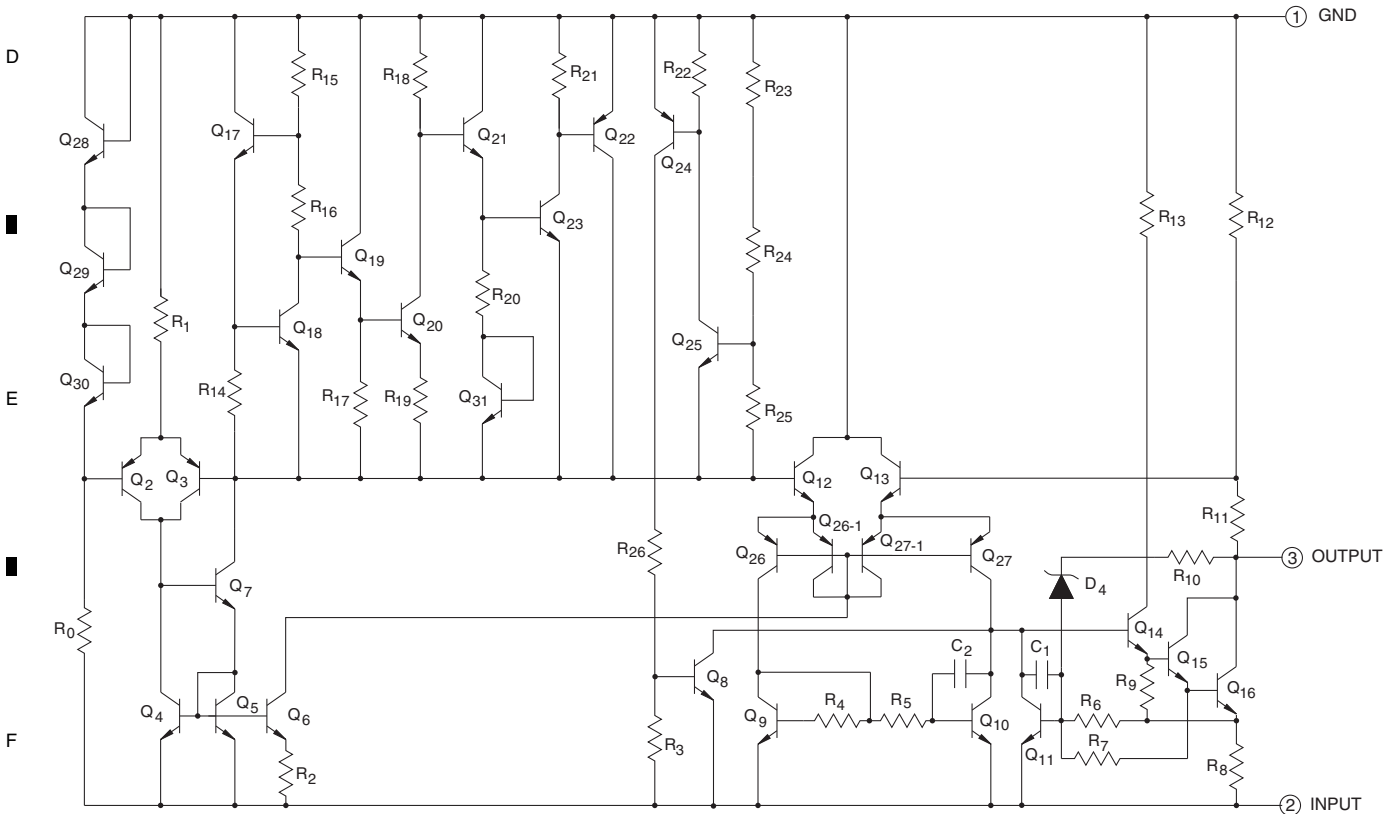 ① GND
D
R15
R18
R21
R22
R23
Q28
Q17
Q21
Q22
Q24
R16
R13
R12
Q23
Q19
R24
Q29
R20
R1
Q18
Q20
Q25
Q30
R14
R17
R19
Q31
R25
E
Q2
Q3
Q12
Q13
R11
Q26-1
Q27-1
R26
Q26
Q27
③ OUTPUT
R10
D4
Q7
R0
Q14
C2
C1
Q15
Q8
R9
Q16
Q4
Q5
Q6
Q9
R4
R5
Q10
R6
F
R3
R7
Q11
R2
R8
② INPUT